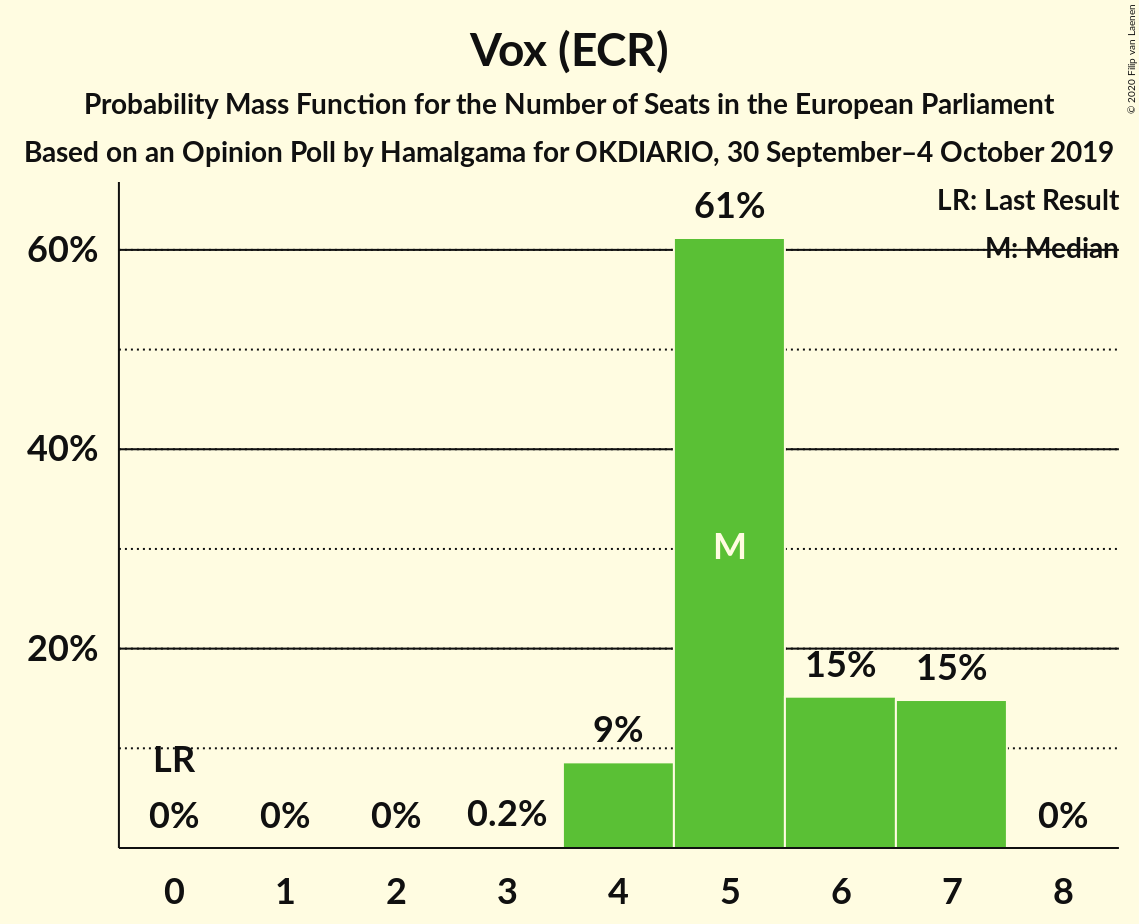 Vox (ECR)
Probability Mass Function for the Number of Seats in the European Parliament
Based on an Opinion Poll by Hamalgama for OKDIARIO, 30 September–4 October 2019
© 2020 Filip van Laenen
LR: Last Result
M: Median
60%
40%
20%
61%
M
15%
15%
9%
LR
0%
0%
0%
0.2%
0%
0 1 2 3 4 5 6 7 8